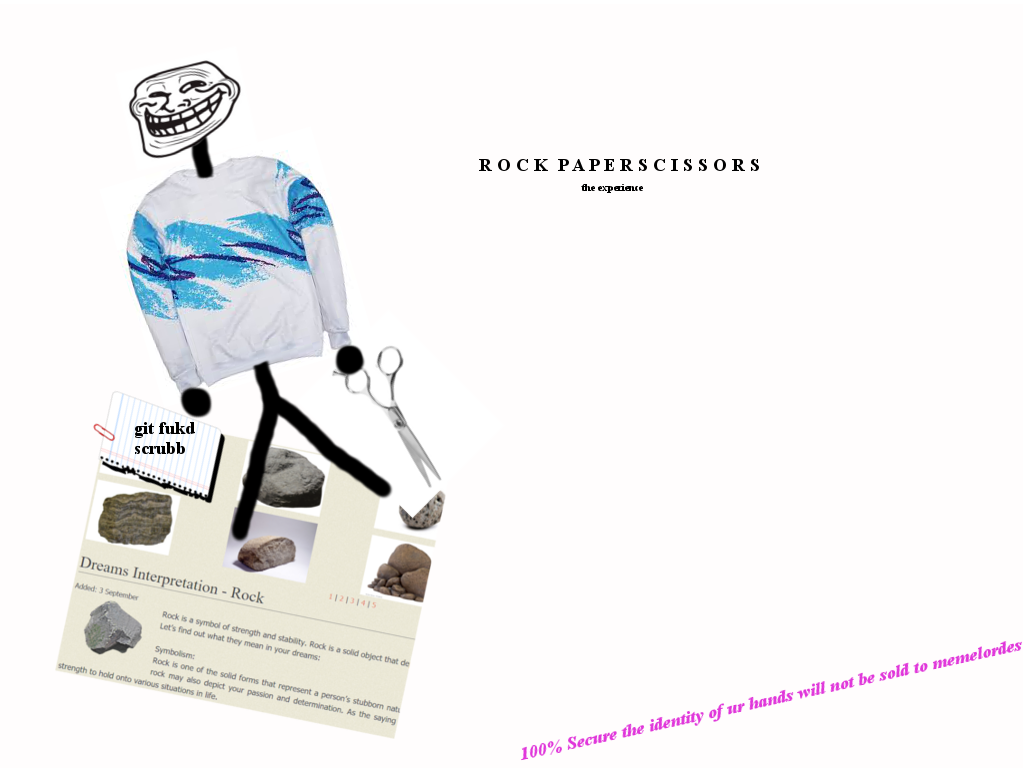 R O C K  P A P E R S C I S S O R S
the experience
git fukd
scrubb
Dreams Interpretation - Rock
Added: 3 September
1 | 2 | 3 | 4 | 5
Rock is a symbol of strength and stability. Rock is a solid object that de
Let's find out what they mean in your dreams:
Symbolism:
Rock is one of the solid forms that represent a person's stubborn natu
rock may also depict your passion and determination. As the saying
strength to hold onto various situations in life.
100% Secure the identity of ur hands will not be sold to memelordes